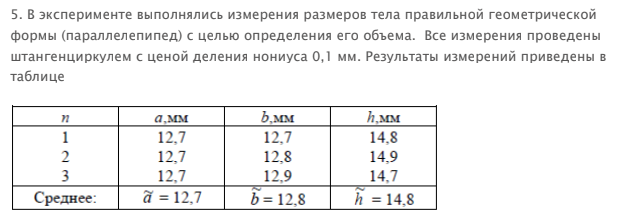 5. В эксперименте выполнялись измерения размеров тела правильной геометрической
формы (параллелепипед) с целью определения его объема.  Все измерения проведены
штангенциркулем с ценой деления нониуса 0,1 мм. Результаты измерений приведены в
таблице
n a,мм b,мм h,мм
1 12,7 12,7 14,8
2 12,7 12,8 14,9
3 12,7 12,9 14,7
Среднее: ã = 12,7 b̃ = 12,8 h̃ = 14,8